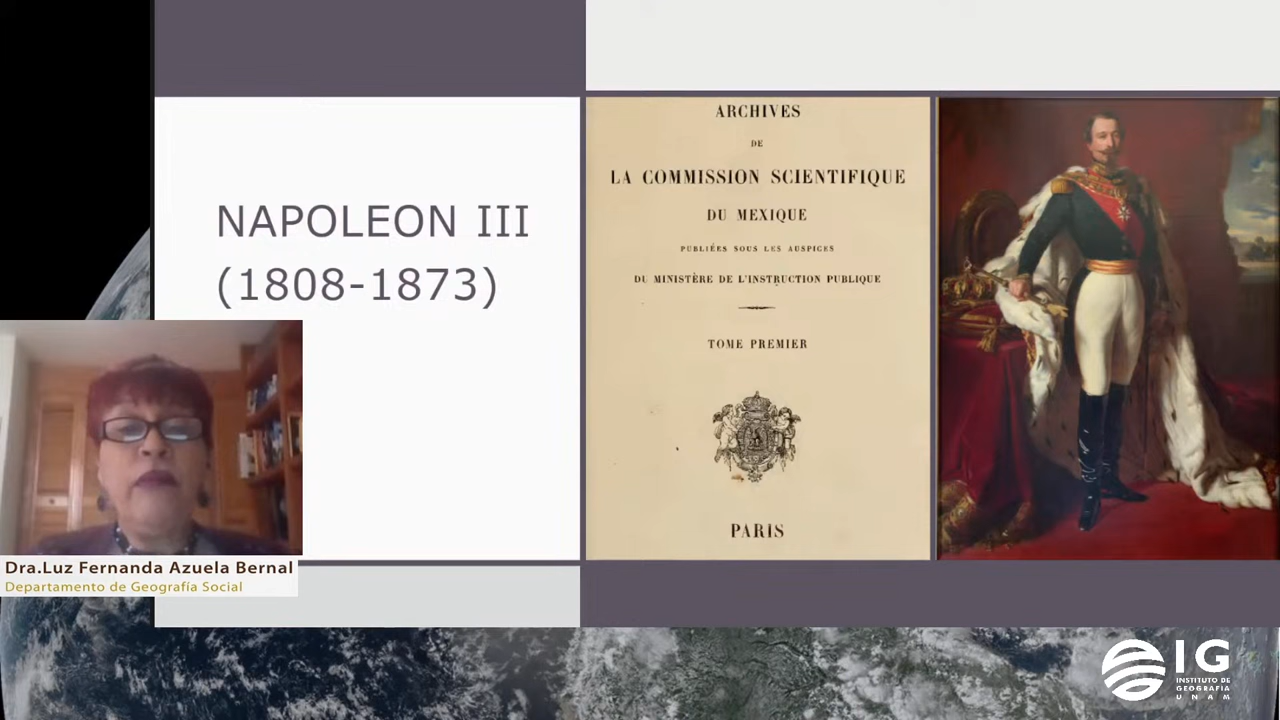 NAPOLEON III
(1808-1873)
ARCHIVES
DE
LA COMMISSION SCIENTIFIQUE
DU MEXIQUE
PUBLIÉES SOUS LES AUSPICES
DU MINISTÈRE DE L'INSTRUCTION PUBLIQUE
TOME PREMIER
PARIS
Dra.Luz Fernanda Azuela Bernal
Departamento de Geografía Social
IG
INSTITUTO DE
GEOGRAFIA
UNAM